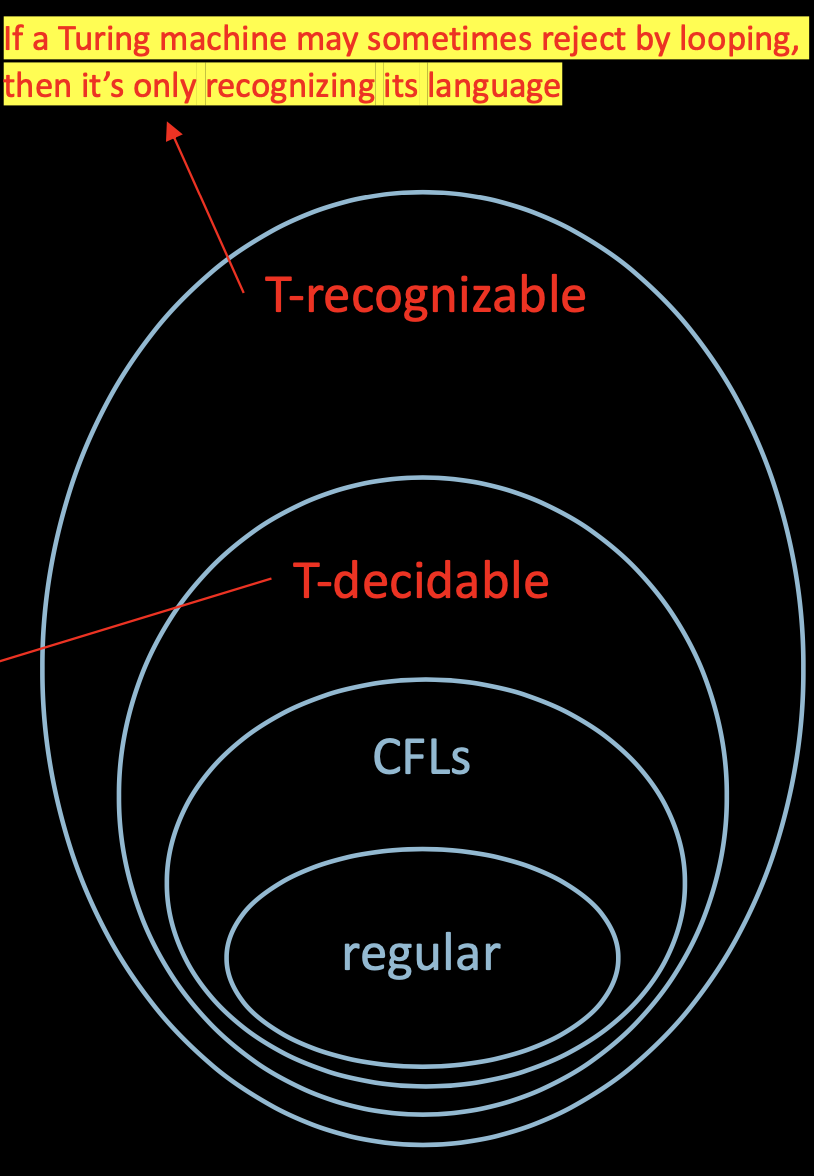 If a Turing machine may sometimes reject by looping,
then it’s only recognizing its language
T-recognizable
T-decidable
CFLs
regular